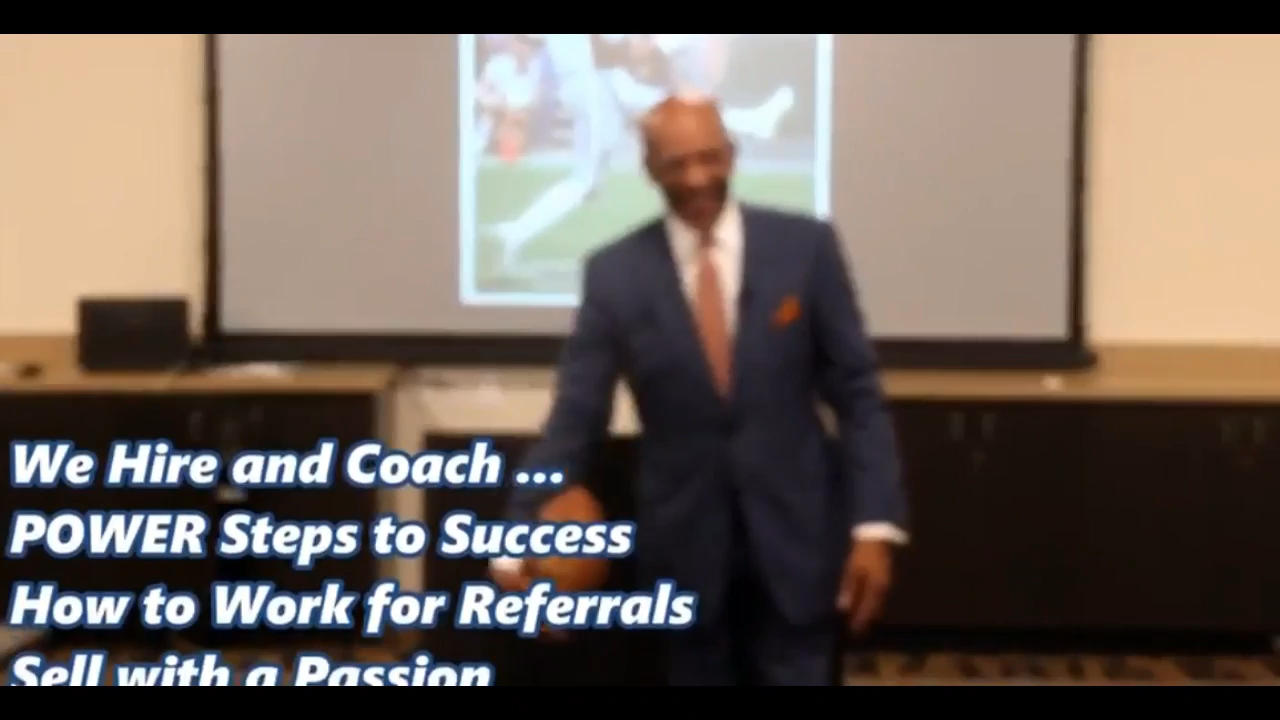 We Hire and Coach ...
POWER Steps to Success
How to Work for Referrals
Sell with a Passion